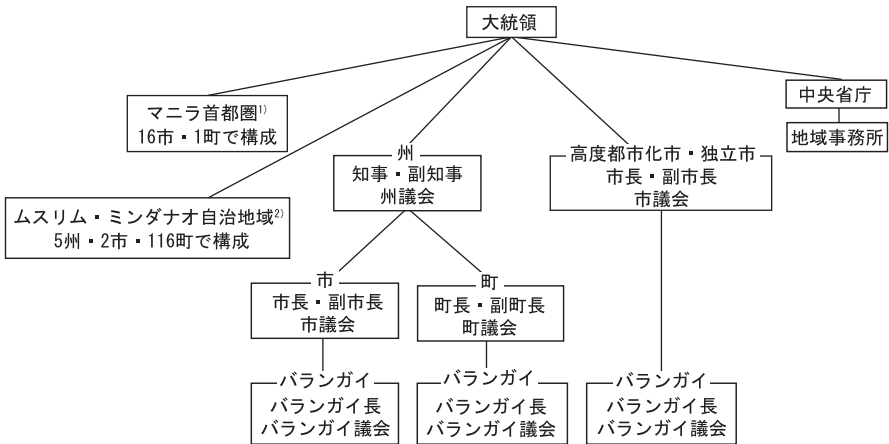 大統領
マニラ首都圏1)
16市・1町で構成
中央省庁
地域事務所
州
知事・副知事
州議会
高度都市化市・独立市
市長・副市長
市議会
ムスリム・ミンダナオ自治地域2)
5州・2市・116町で構成
市
市長・副市長
市議会
町
町長・副町長
町議会
バランガイ
バランガイ長
バランガイ議会
バランガイ
バランガイ長
バランガイ議会
バランガイ
バランガイ長
バランガイ議会